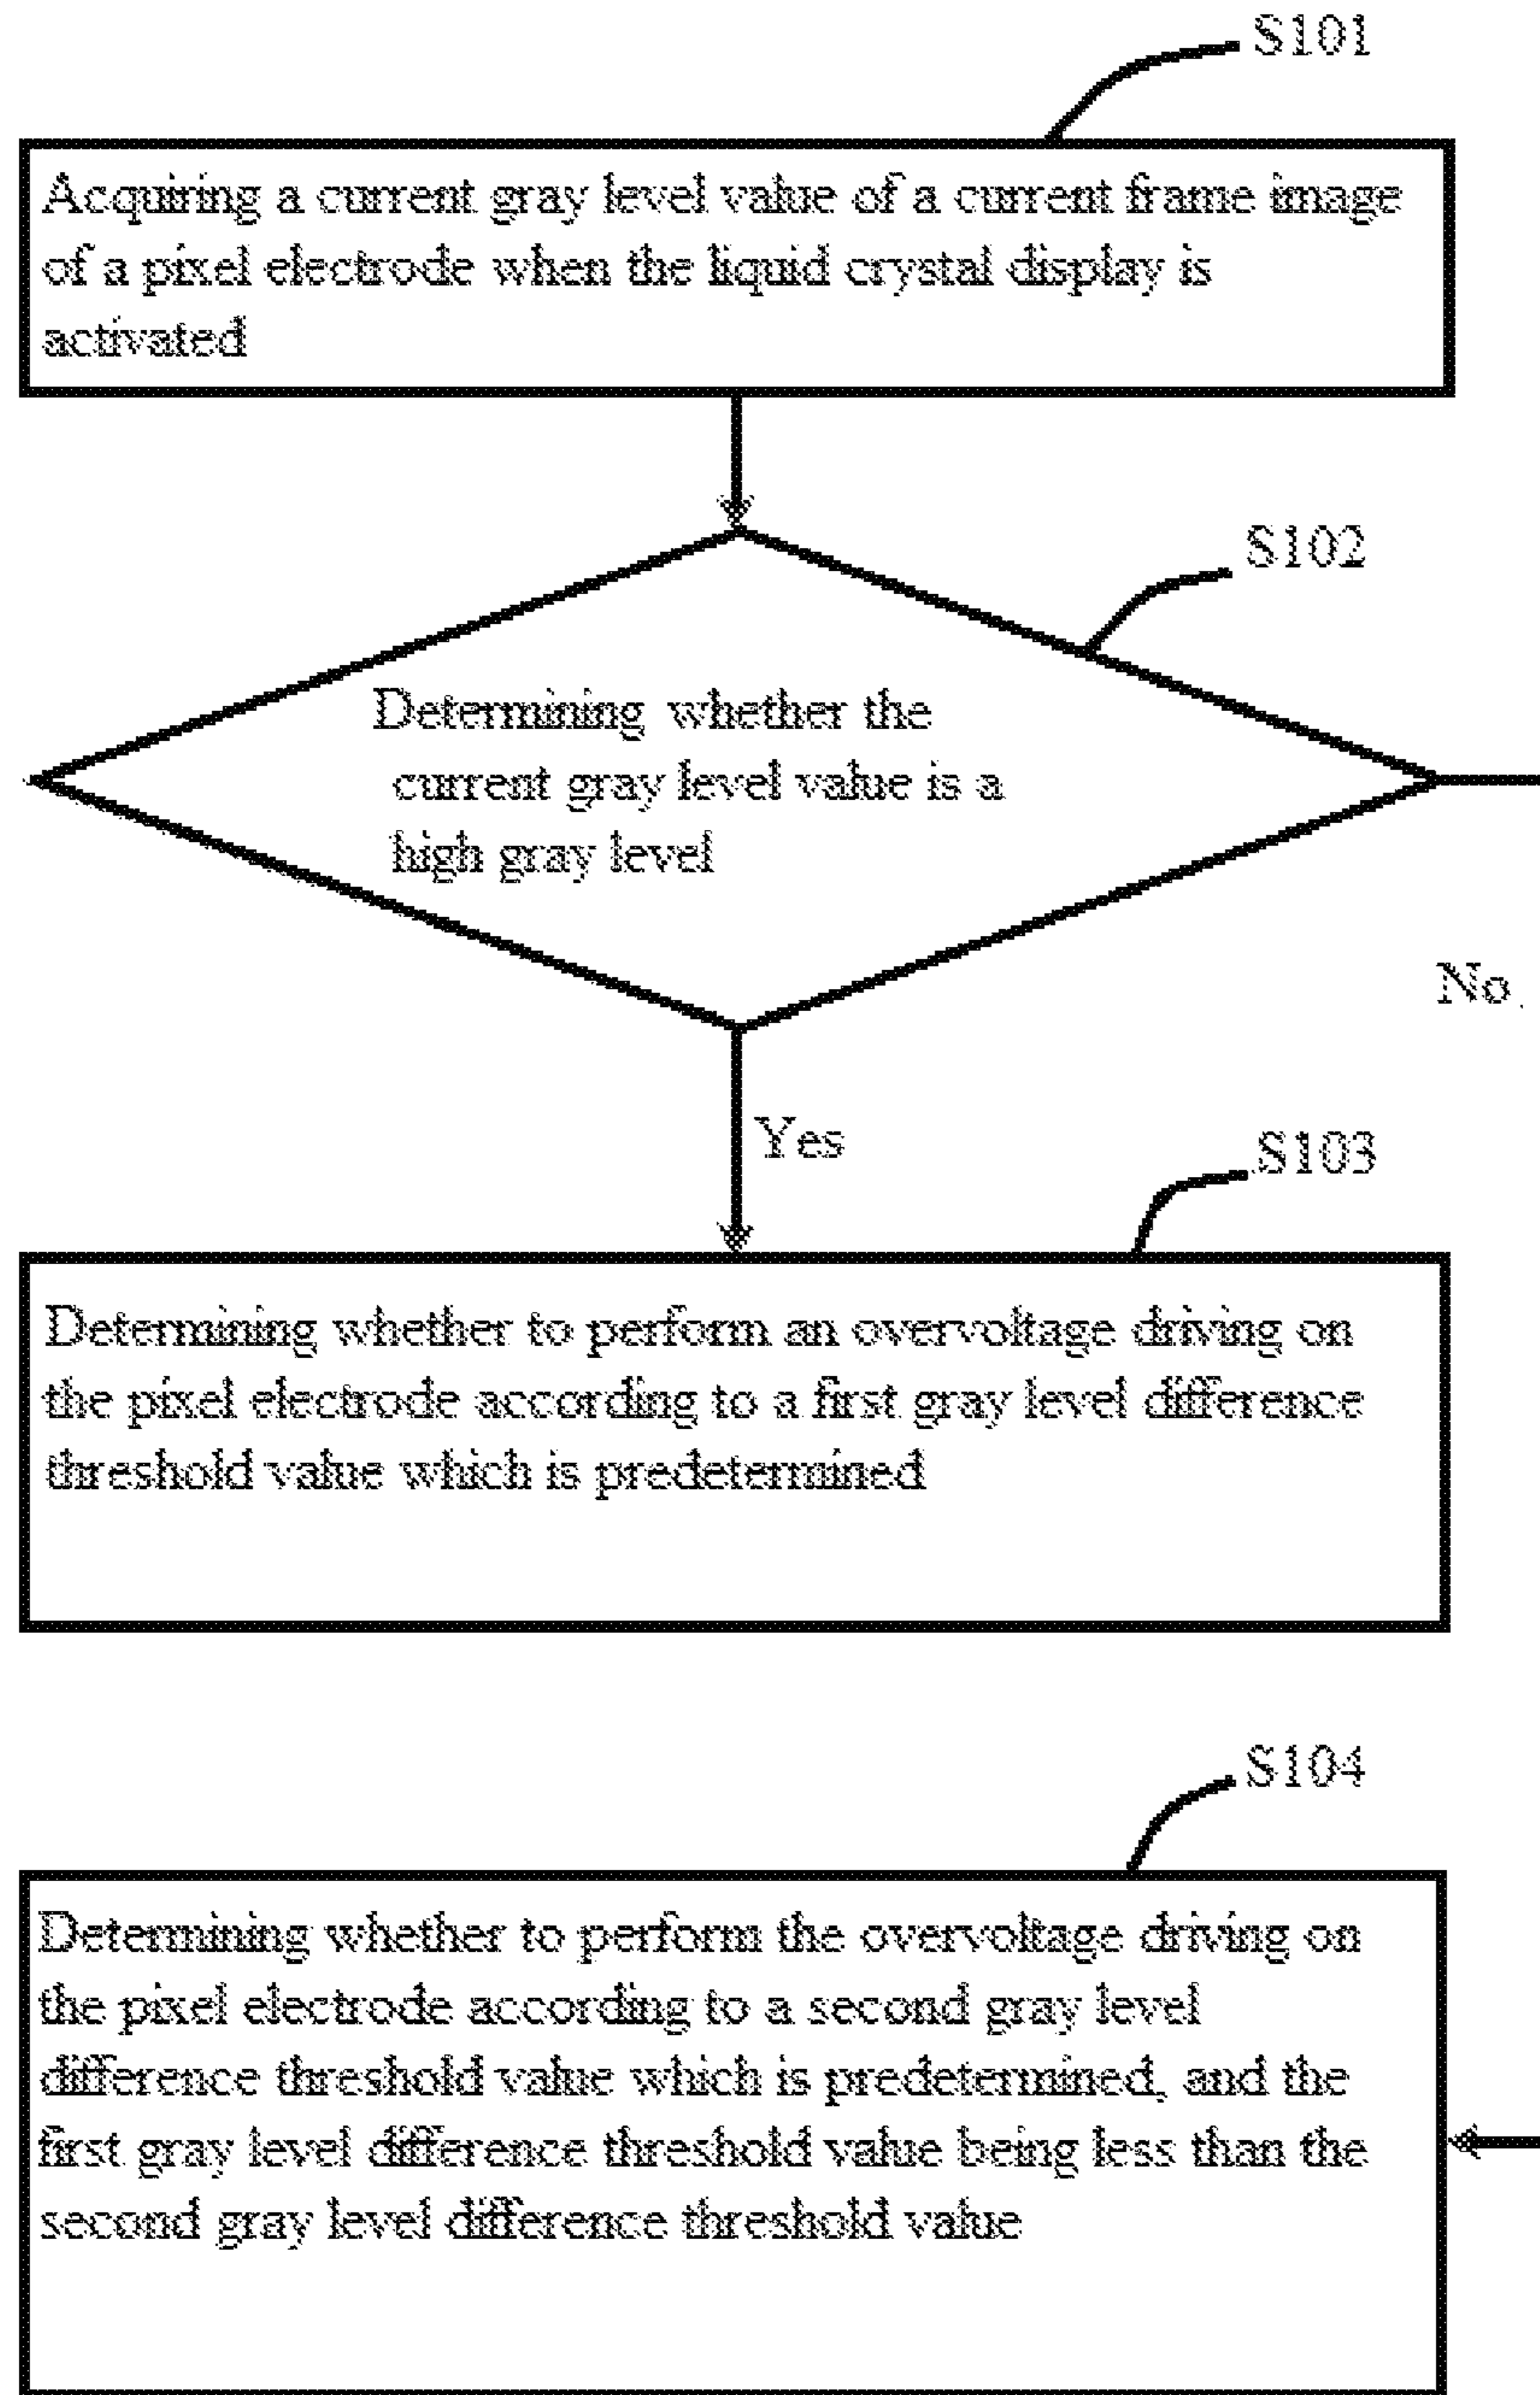 S101
Acquiring a current gray level value of a current frame image
of a pixel electrode when the liquid crystal display is
activated
S102
Determining whether the
current gray level value is a
high gray level
No
Yes
S103
Determining whether to perform an overvoltage driving on
the pixel electrode according to a first gray level difference
threshold value which is predetermined
S104
Determining whether to perform the overvoltage driving on
the pixel electrode according to a second gray level
difference threshold value which is predetermined, and the
first gray level difference threshold value being less than the
second gray level difference threshold value